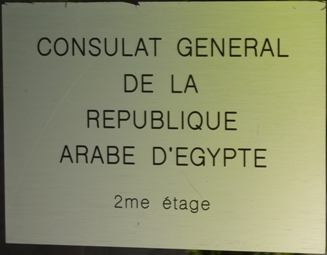 CONSULAT GENERAL
DE LA
REPUBLIQUE
ARABE D'EGYPTE
2me étage